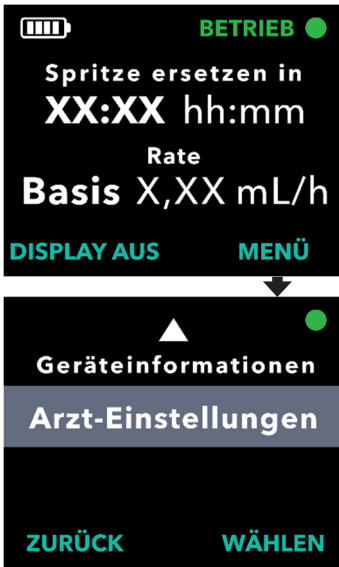 BETRIEB
Spritze ersetzen in
XX:XX hh:mm
Rate
Basis X,XX mL/h
DISPLAY AUS MENÜ
Geräteinformationen
Arzt-Einstellungen
ZURÜCK WÄHLEN